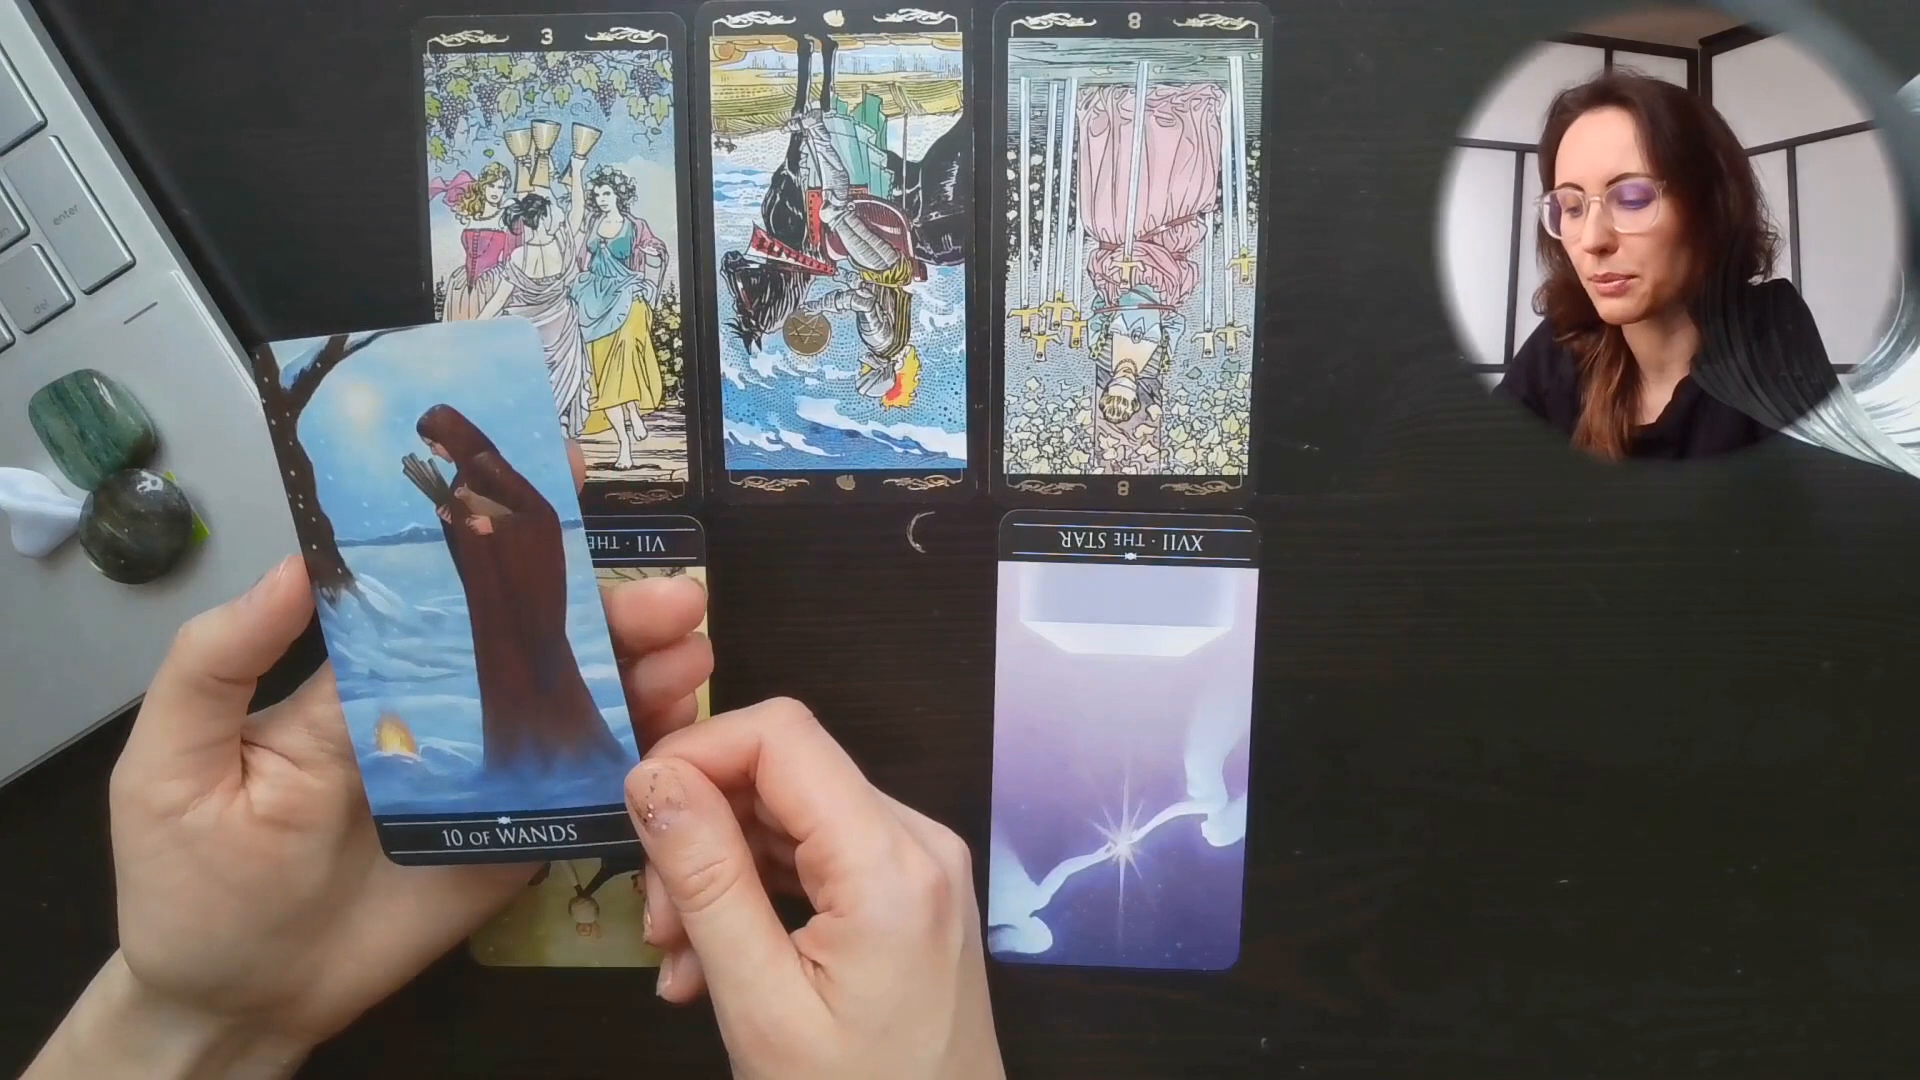 3
8
enter
del
8
VII · THE
XVII · THE STAR
10 OF WANDS